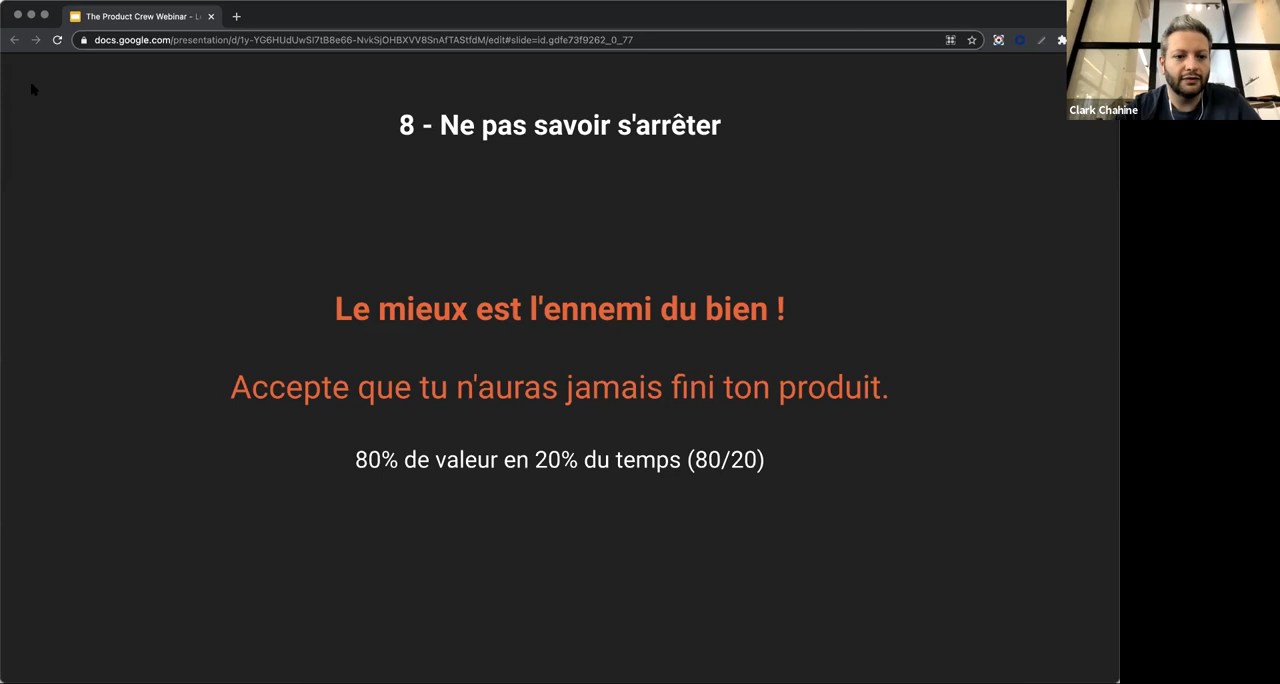 The Product Crew Webinar - L
docs.google.com/presentation/d/1y-YG6HUdUwSI7tB8e66-NvkSjOHBXVV8SnAfTAStfdM/edit#slide=id.gdfe73f9262_0_77
Clark Chahine
8 - Ne pas savoir s'arrêter
Le mieux est l'ennemi du bien !
Accepte que tu n'auras jamais fini ton produit.
80% de valeur en 20% du temps (80/20)